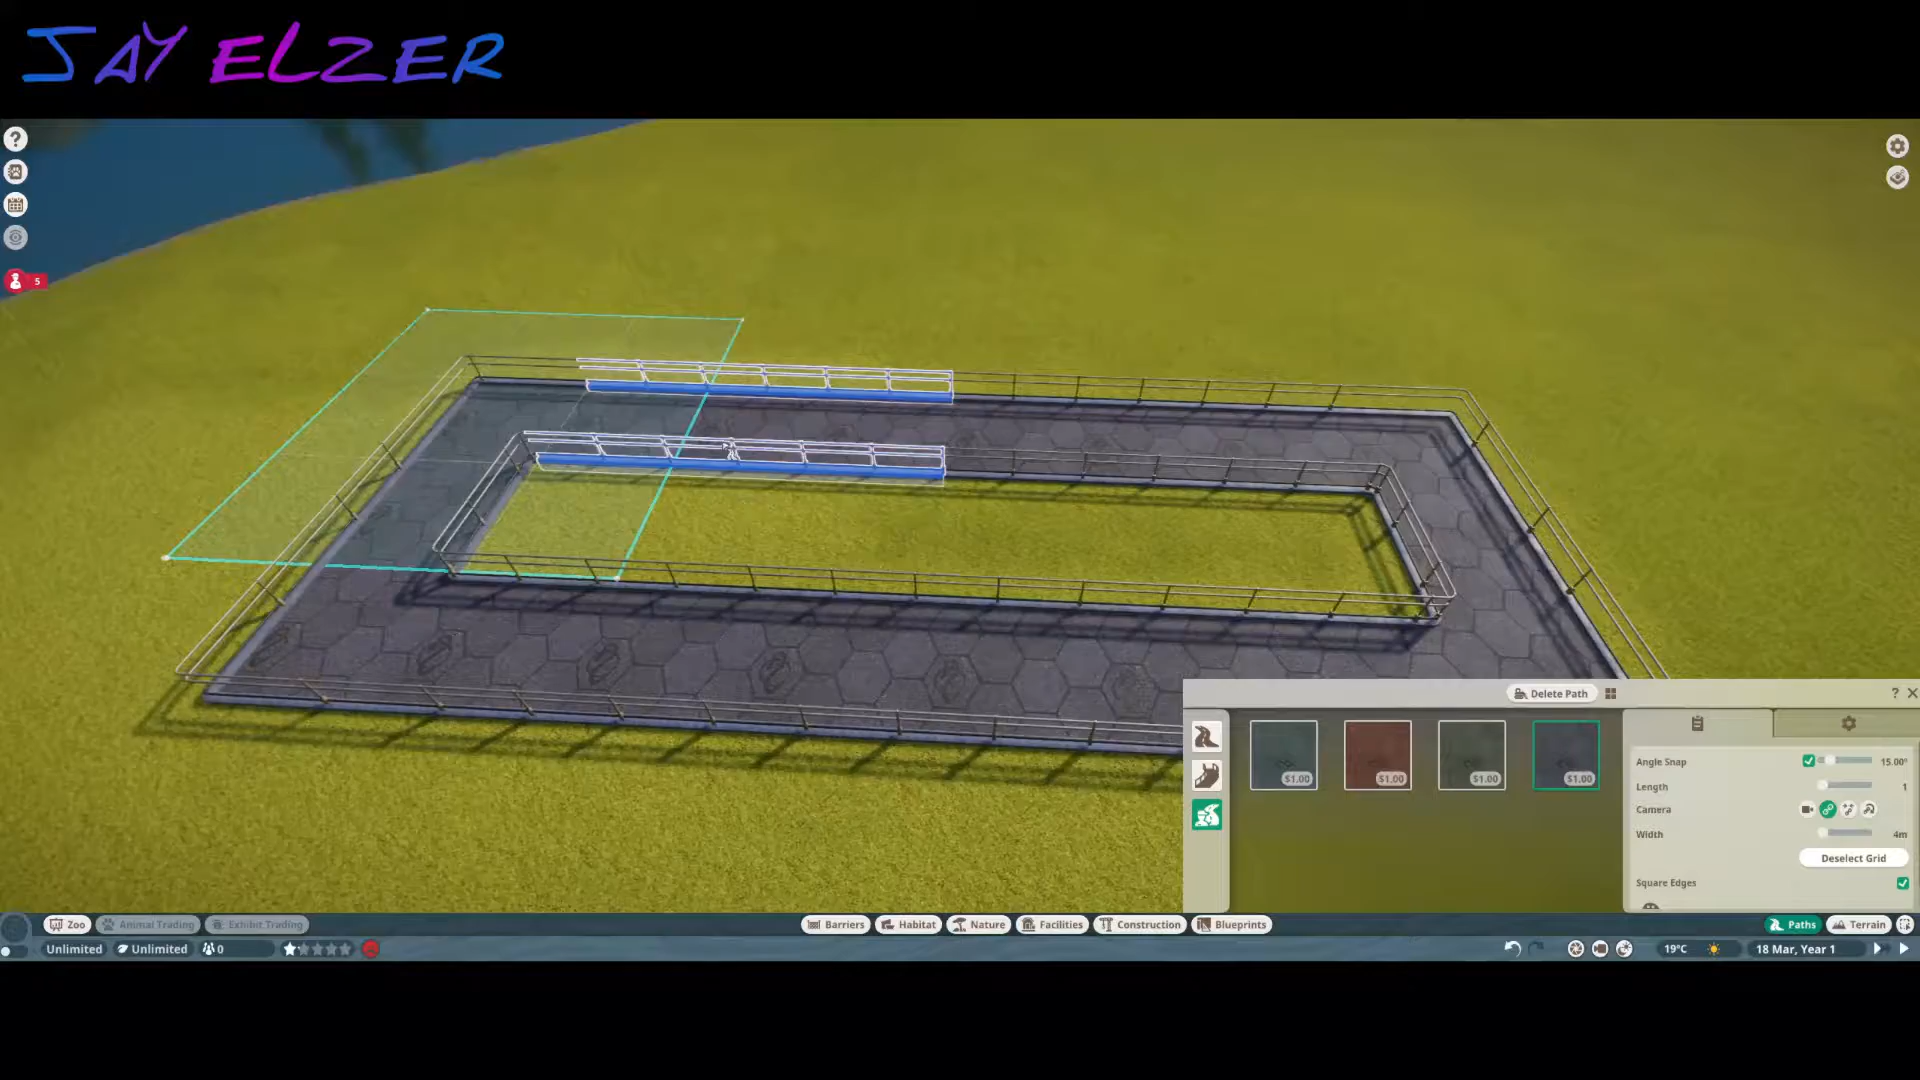 JAY ELZER
?
5
Delete Path
?
$1.00
$1.00
$1.00
$1.00
Angle Snap
15.00°
Length
1
Camera
Width
4m
Deselect Grid
Square Edges
Zoo
Animal Trading
Exhibit Trading
Barriers
Habitat
Nature
Facilities
Construction
Blueprints
Paths
Terrain
Unlimited
Unlimited
0
19°C
18 Mar, Year 1